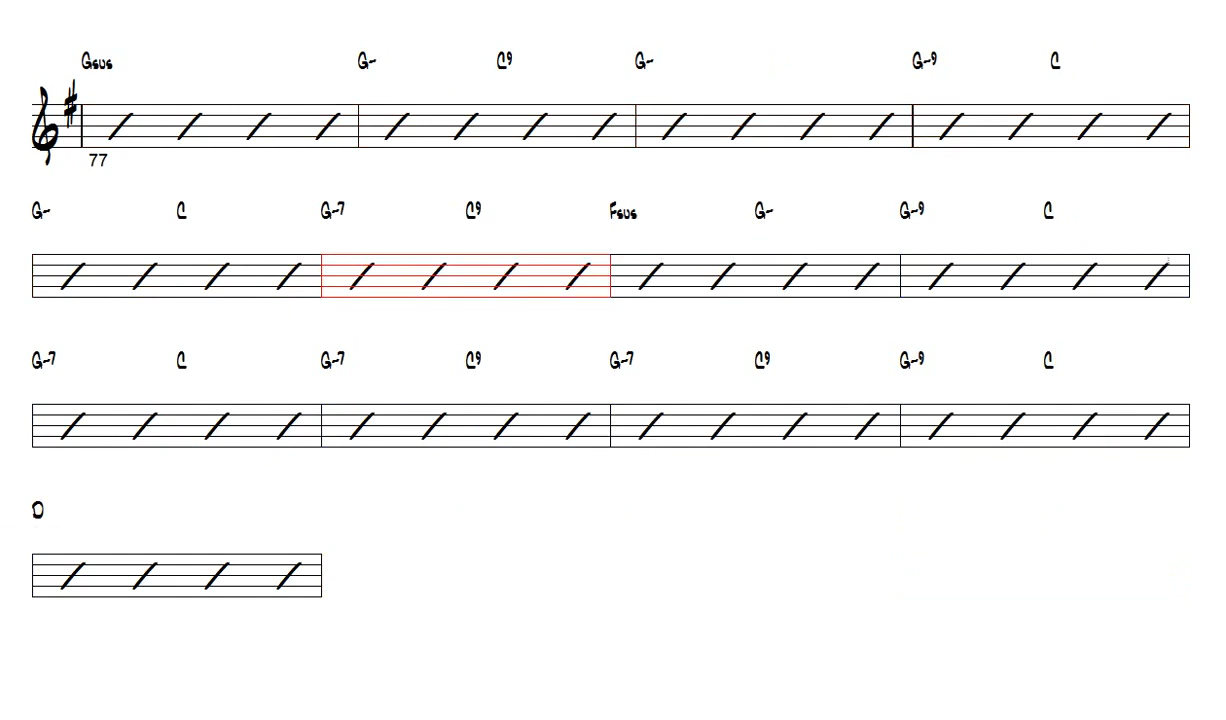 Gsus G- C9 G- G-9 C
77
G- C G-7 C9 Fsus G- G-9 C
G-7 C G-7 C9 G-7 C9 G-9 C
D